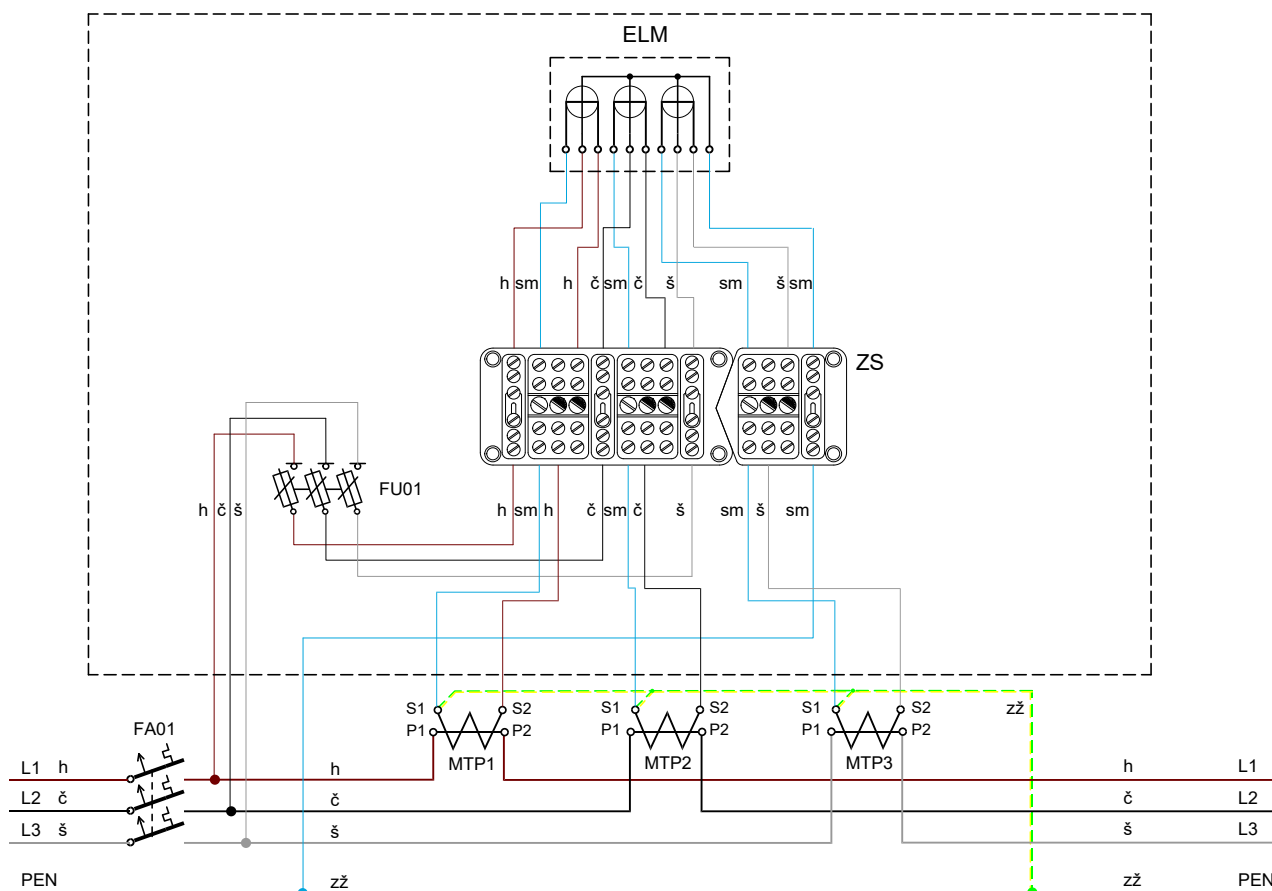 ELM
h sm h č sm č š sm š sm
ZS
FU01
h č š h sm h č sm č š sm š sm
S1 S2 S1 S2 S1 S2 zž
FA01 P1 P2 P1 P2 P1 P2
MTP1 MTP2 MTP3
L1 h h h L1
L2 č č č L2
L3 š š š L3
PEN zž zž PEN